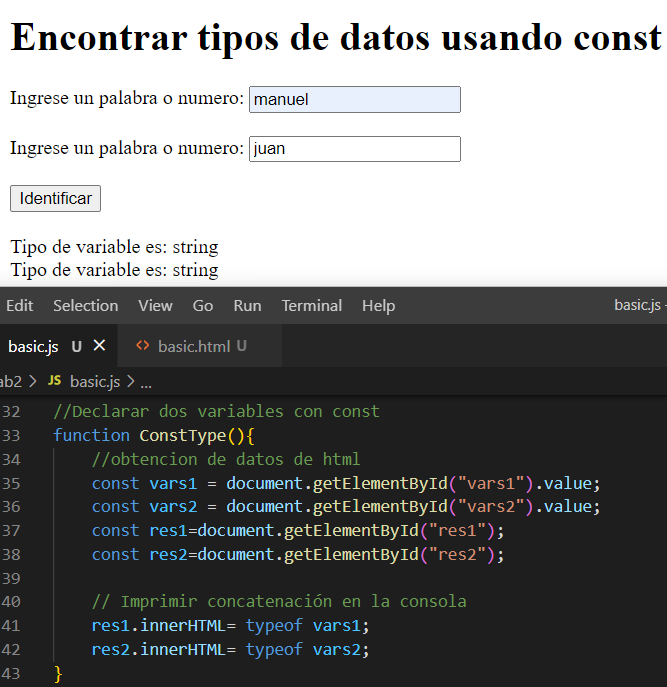 Encontrar tipos de datos usando const
Ingrese un palabra o numero: manuel
Ingrese un palabra o numero: juan
Identificar
Tipo de variable es: string
Tipo de variable es: string
Edit Selection View Go Run Terminal Help basic.js -
basic.js U × <> basic.html U
ab2 > JS basic.js > ...
32 //Declarar dos variables con const
33 function ConstType(){
34 //obtencion de datos de html
35 const vars1 = document.getElementById("vars1").value;
36 const vars2 = document.getElementById("vars2").value;
37 const res1=document.getElementById("res1");
38 const res2=document.getElementById("res2");
39
40 // Imprimir concatenación en la consola
41 res1.innerHTML= typeof vars1;
42 res2.innerHTML= typeof vars2;
43 }